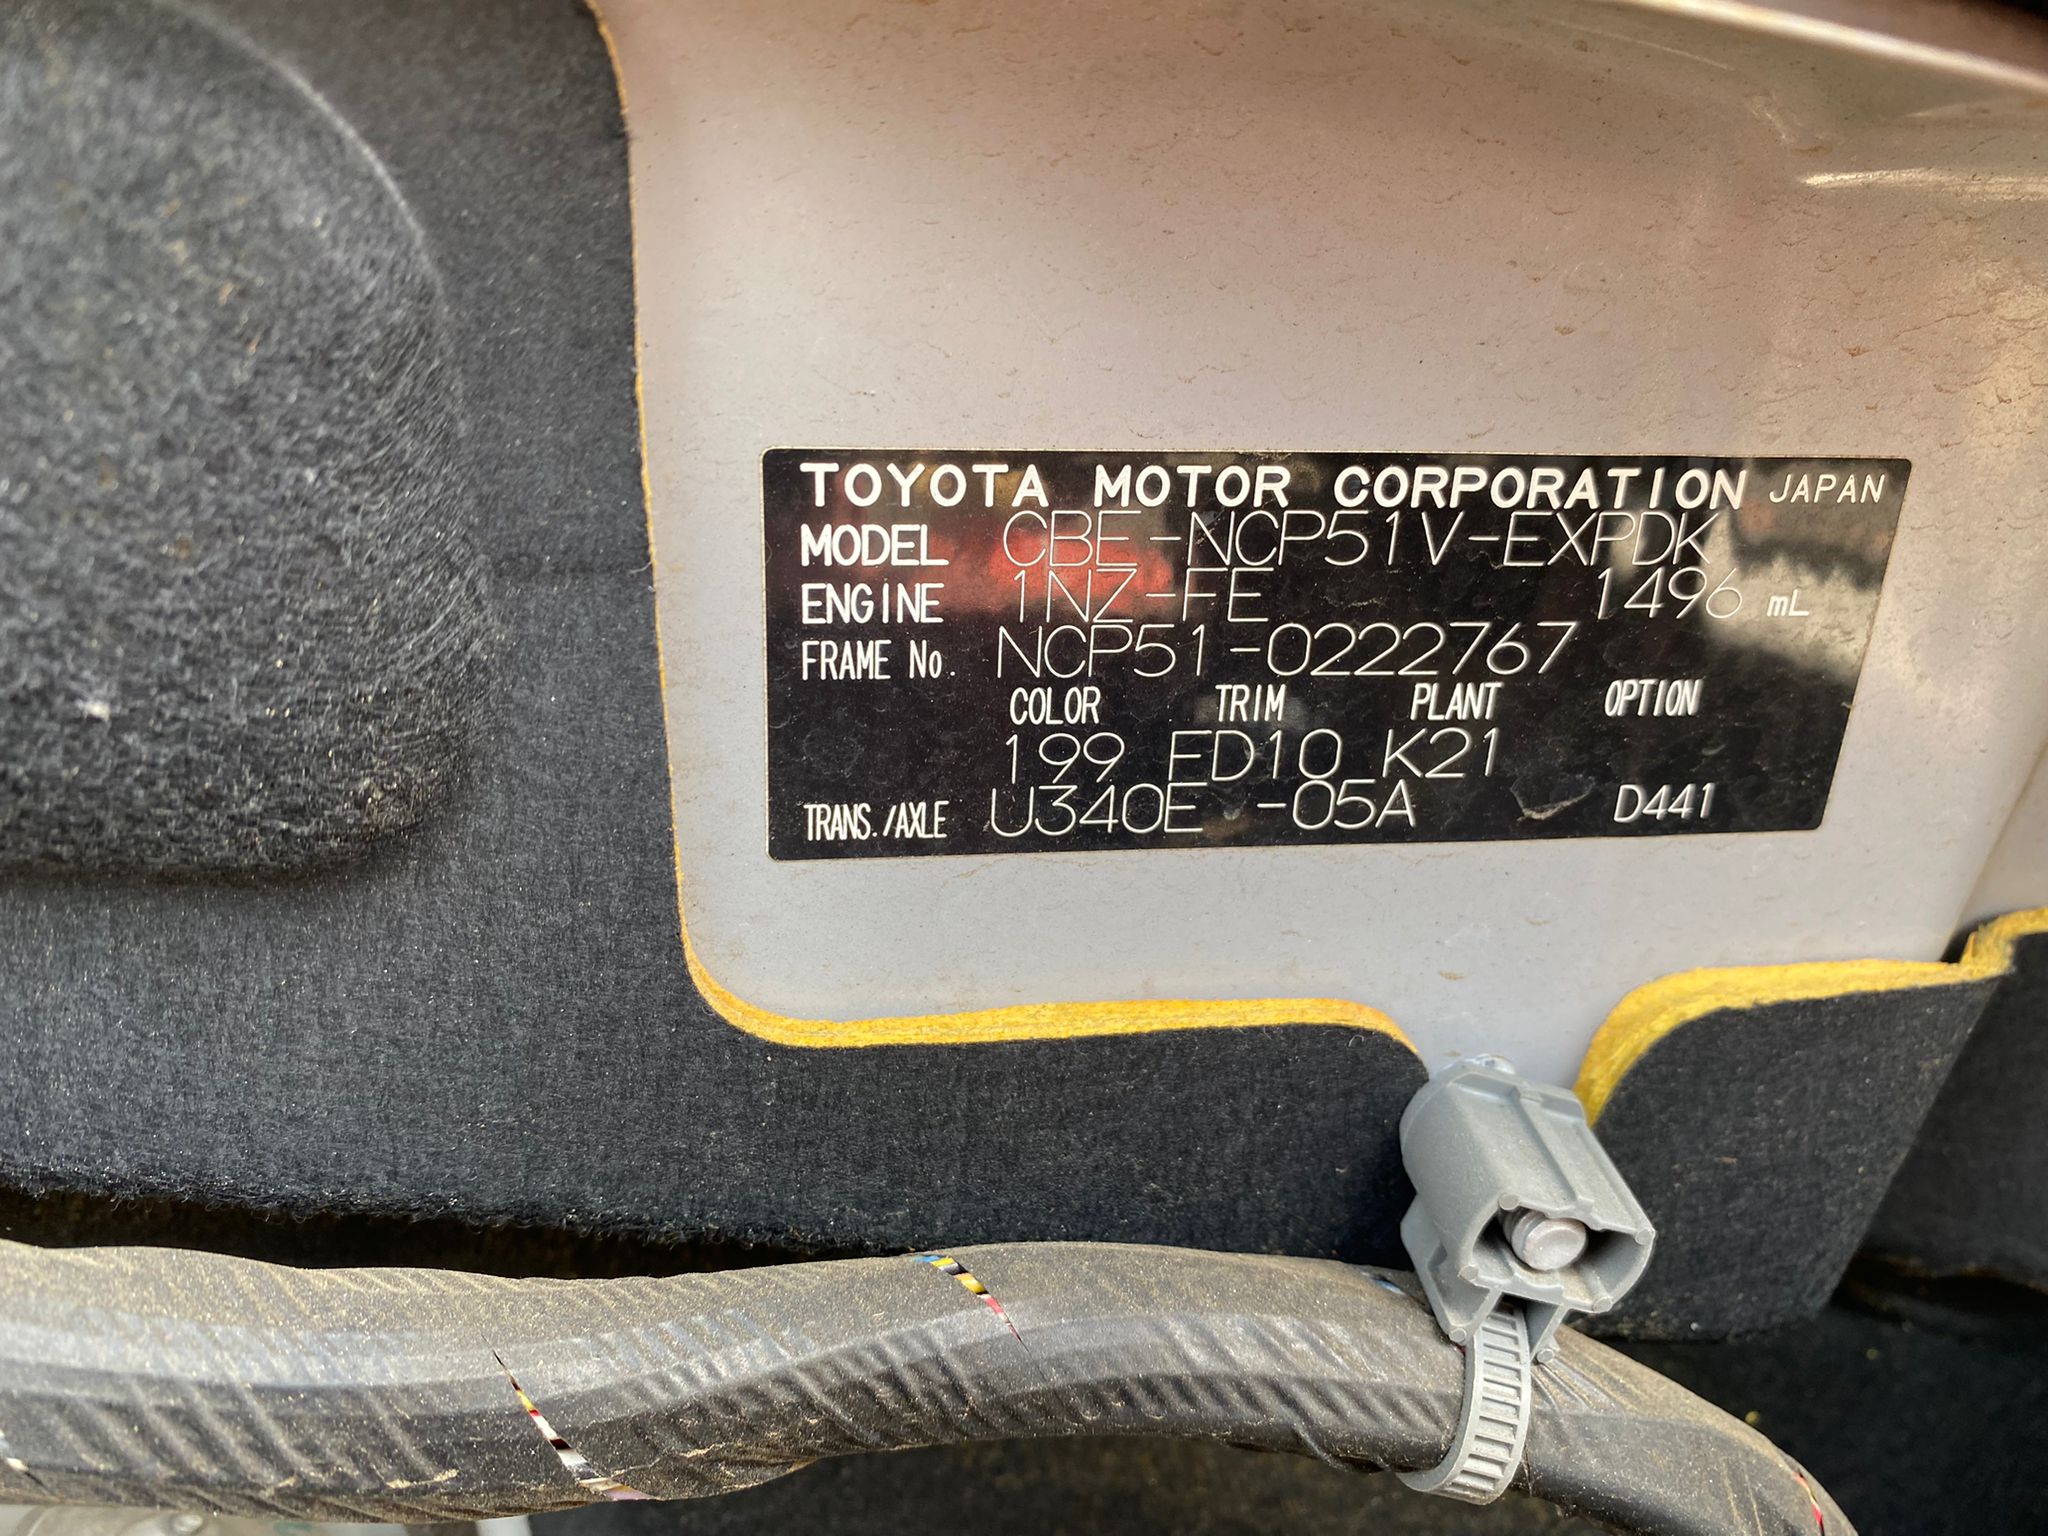 TOYOTA MOTOR CORPORATION JAPAN
MODEL CBE-NCP51V-EXPDK
ENGINE 1NZ-FE 1496 mL
FRAME No. NCP51-0222767
COLOR TRIM PLANT OPTION
199 FD10 K21
TRANS./AXLE U340E -05A D441